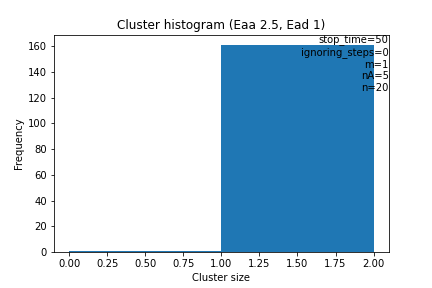 Cluster histogram (Eaa 2.5, Ead 1)
stop_time=50
ignoring_steps=0
m=1
nA=5
n=20
160
140
120
100
80
60
40
20
0
Frequency
0.00 0.25 0.50 0.75 1.00 1.25 1.50 1.75 2.00
Cluster size